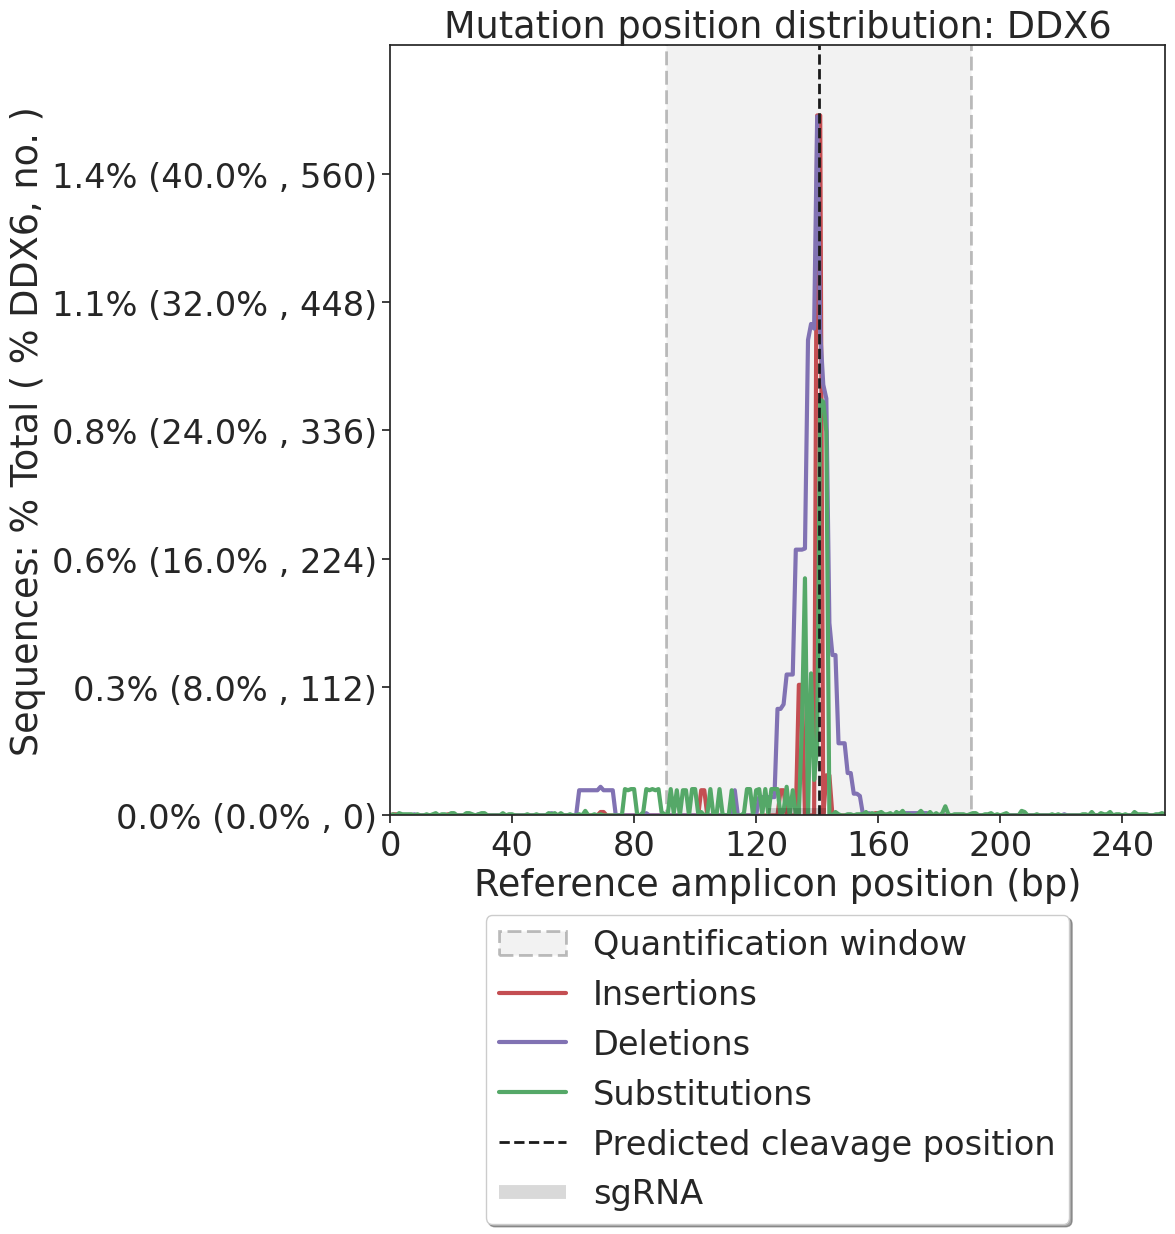 Mutation position distribution: DDX6
Sequences: % Total ( % DDX6, no. )
1.4% (40.0% , 560)
1.1% (32.0% , 448)
0.8% (24.0% , 336)
0.6% (16.0% , 224)
0.3% (8.0% , 112)
0.0% (0.0% , 0)
0 40 80 120 160 200 240
Reference amplicon position (bp)
Quantification window
Insertions
Deletions
Substitutions
Predicted cleavage position
sgRNA